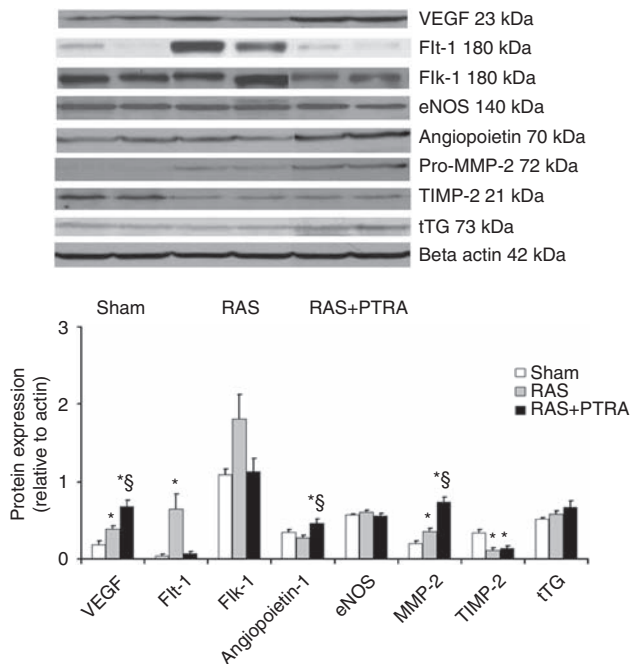 VEGF 23 kDa
Flt-1 180 kDa
Flk-1 180 kDa
eNOS 140 kDa
Angiopoietin 70 kDa
Pro-MMP-2 72 kDa
TIMP-2 21 kDa
tTG 73 kDa
Beta actin 42 kDa
Sham RAS RAS+PTRA
3
2
1
0
Protein expression
(relative to actin)
Sham
RAS
RAS+PTRA
* *§
*
*§
* *§
* *
VEGF Flt-1 Flk-1 Angiopoietin-1 eNOS MMP-2 TIMP-2 tTG